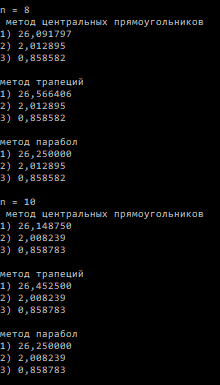 n = 8
метод центральных прямоугольников
1) 26,091797
2) 2,012895
3) 0,858582
метод трапеций
1) 26,566406
2) 2,012895
3) 0,858582
метод парабол
1) 26,250000
2) 2,012895
3) 0,858582
n = 10
метод центральных прямоугольников
1) 26,148750
2) 2,008239
3) 0,858783
метод трапеций
1) 26,452500
2) 2,008239
3) 0,858783
метод парабол
1) 26,250000
2) 2,008239
3) 0,858783